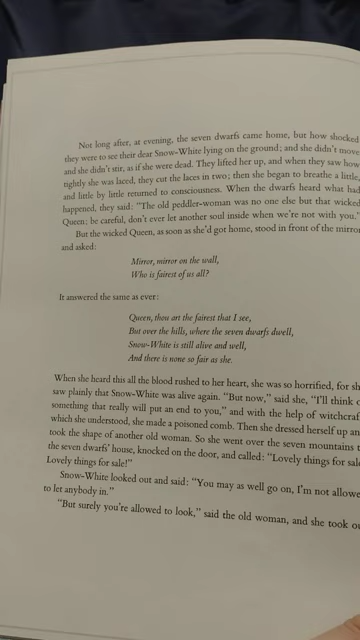 Not long after, at evening, the seven dwarfs came home, but how shocked
they were to see their dear Snow-White lying on the ground; and she didn't move
and she didn't stir, as if she were dead. They lifted her up, and when they saw how
tightly she was laced, they cut the laces in two; then she began to breathe a little,
and little by little returned to consciousness. When the dwarfs heard what had
happened, they said: "The old peddler-woman was no one else but that wicked
Queen; be careful, don't ever let another soul inside when we're not with you."
But the wicked Queen, as soon as she'd got home, stood in front of the mirror
and asked:
Mirror, mirror on the wall,
Who is fairest of us all?
It answered the same as ever:
Queen, thou art the fairest that I see,
But over the hills, where the seven dwarfs dwell,
Snow-White is still alive and well,
And there is none so fair as she.
When she heard this all the blood rushed to her heart, she was so horrified, for sh
saw plainly that Snow-White was alive again. "But now," said she, "I'll think o
something that really will put an end to you," and with the help of witchcraf
which she understood, she made a poisoned comb. Then she dressed herself up an
took the shape of another old woman. So she went over the seven mountains t
the seven dwarfs' house, knocked on the door, and called: "Lovely things for sale
Lovely things for sale!"
Snow-White looked out and said: "You may as well go on, I'm not allowe
to let anybody in."
"But surely you're allowed to look," said the old woman, and she took ou